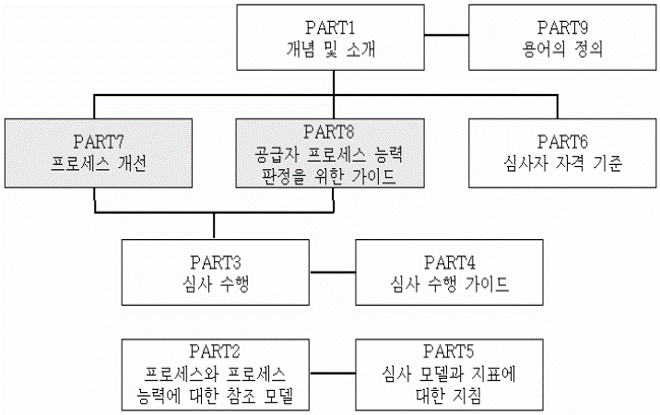 PART1
개념 및 소개
PART9
용어의 정의
PART7
프로세스 개선
PART8
공급자 프로세스 능력
판정을 위한 가이드
PART6
심사자 자격 기준
PART3
심사 수행
PART4
심사 수행 가이드
PART2
프로세스와 프로세스
능력에 대한 참조 모델
PART5
심사 모델과 지표에
대한 지침